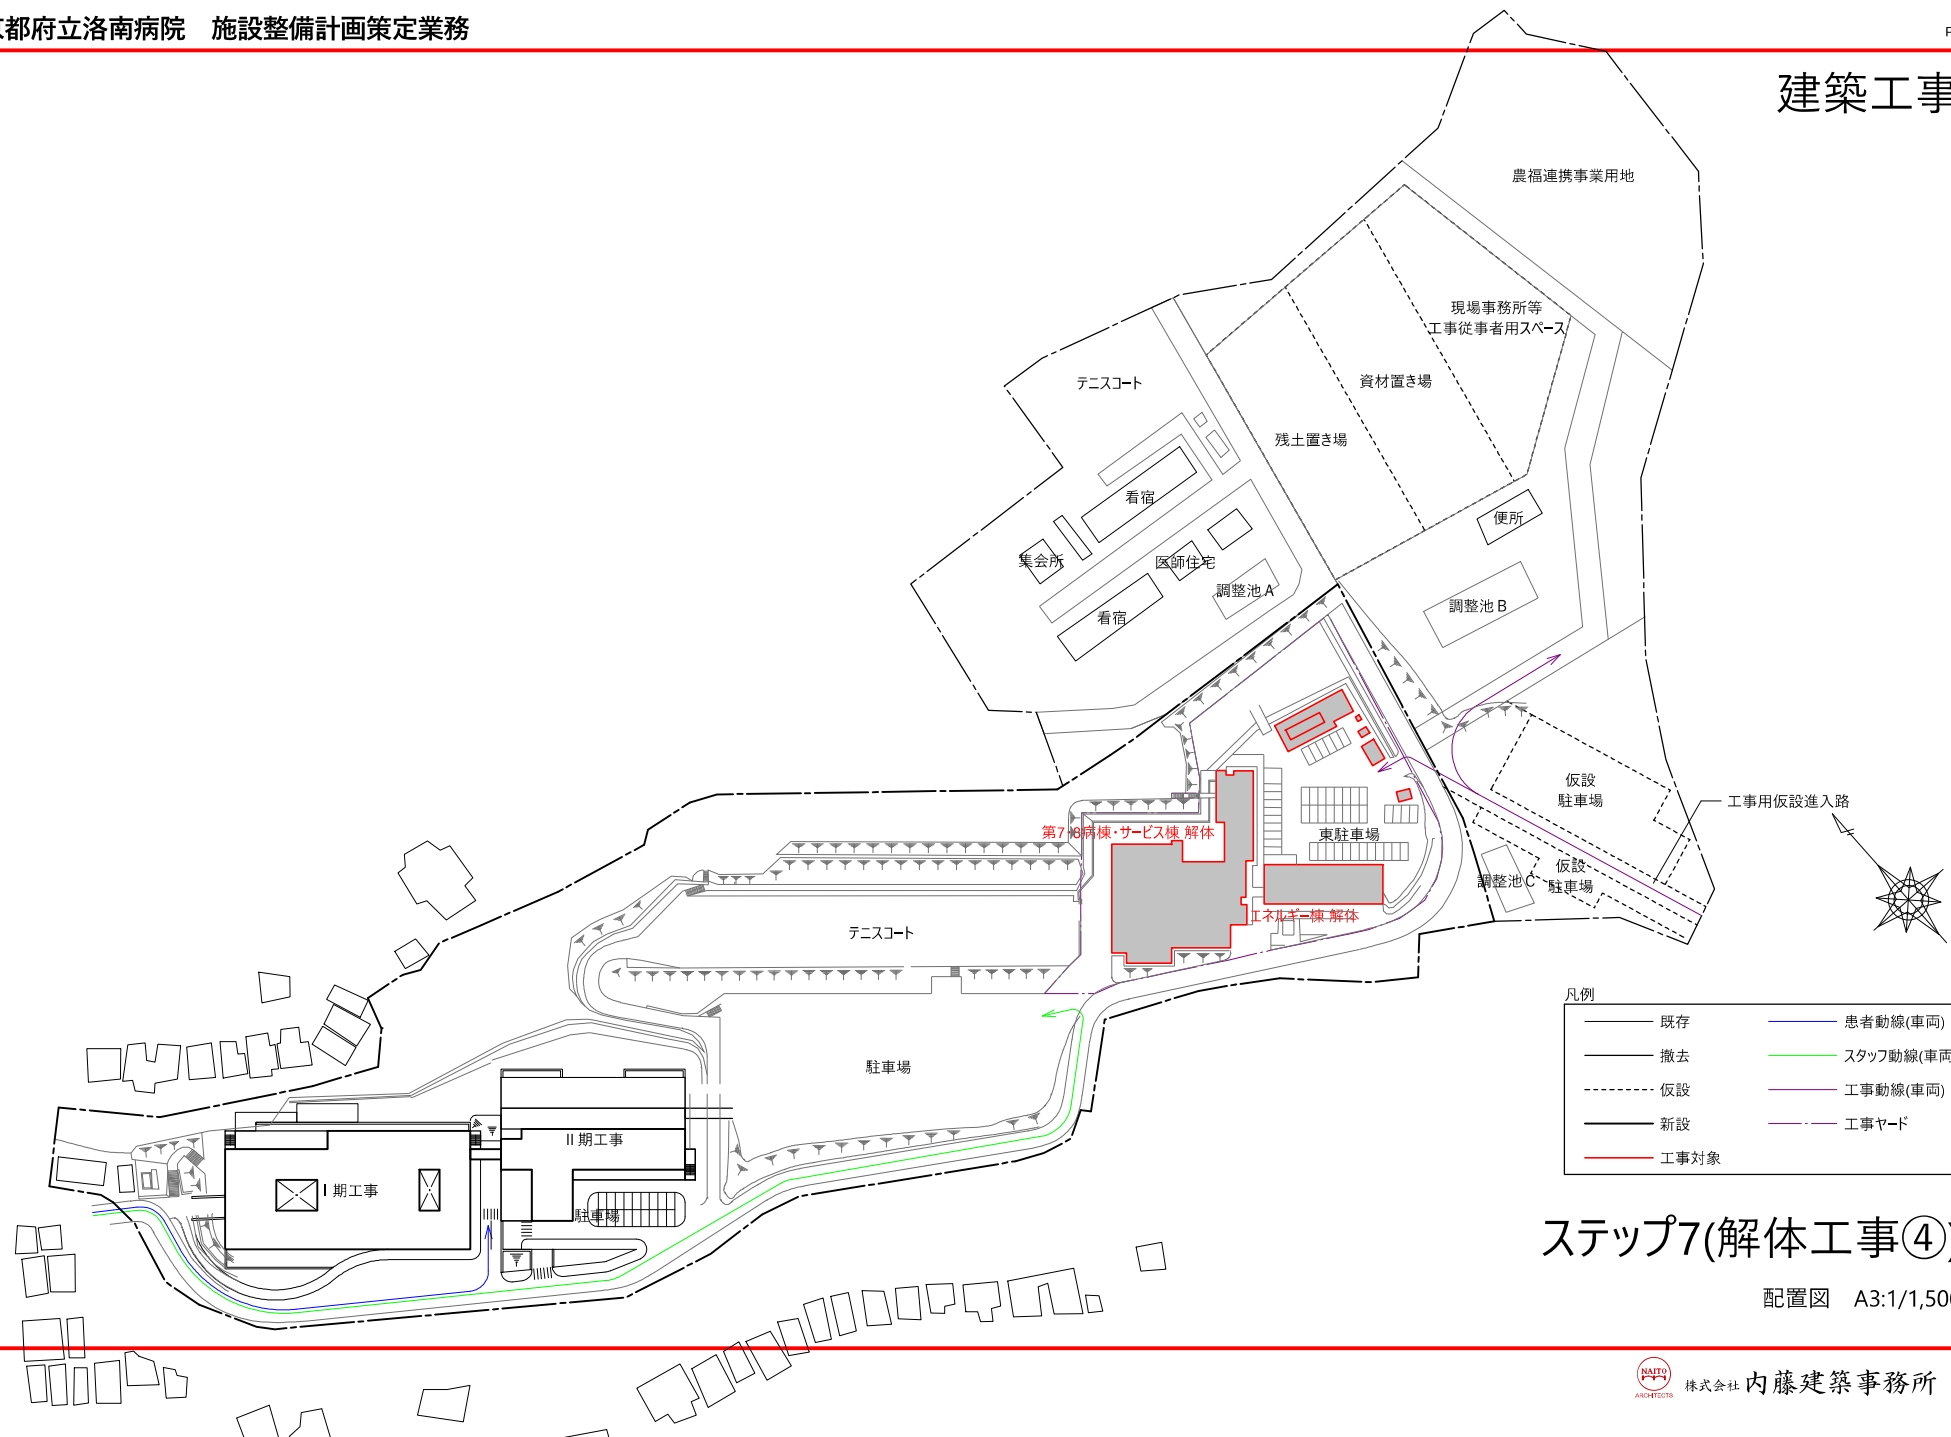 都府立洛南病院　施設整備計画策定業務
建築工事
農福連携事業用地
現場事務所等
工事従事者用スペース
資材置き場
テニスコート
残土置き場
看宿
便所
集会所
医師住宅
調整池 A
調整池 B
看宿
仮設
駐車場
工事用仮設進入路
第7・8病棟・サービス棟 解体
東駐車場
仮設
駐車場
調整池 C
エネルギー棟 解体
テニスコート
駐車場
Ⅱ期工事
Ⅰ期工事
駐車場
凡例
既存
患者動線(車両)
撤去
スタッフ動線(車両
仮設
工事動線(車両)
新設
工事ヤード
工事対象
ステップ7(解体工事④)
配置図　A3:1/1,500
NAITO
ARCHITECTS
株式会社 内藤建築事務所